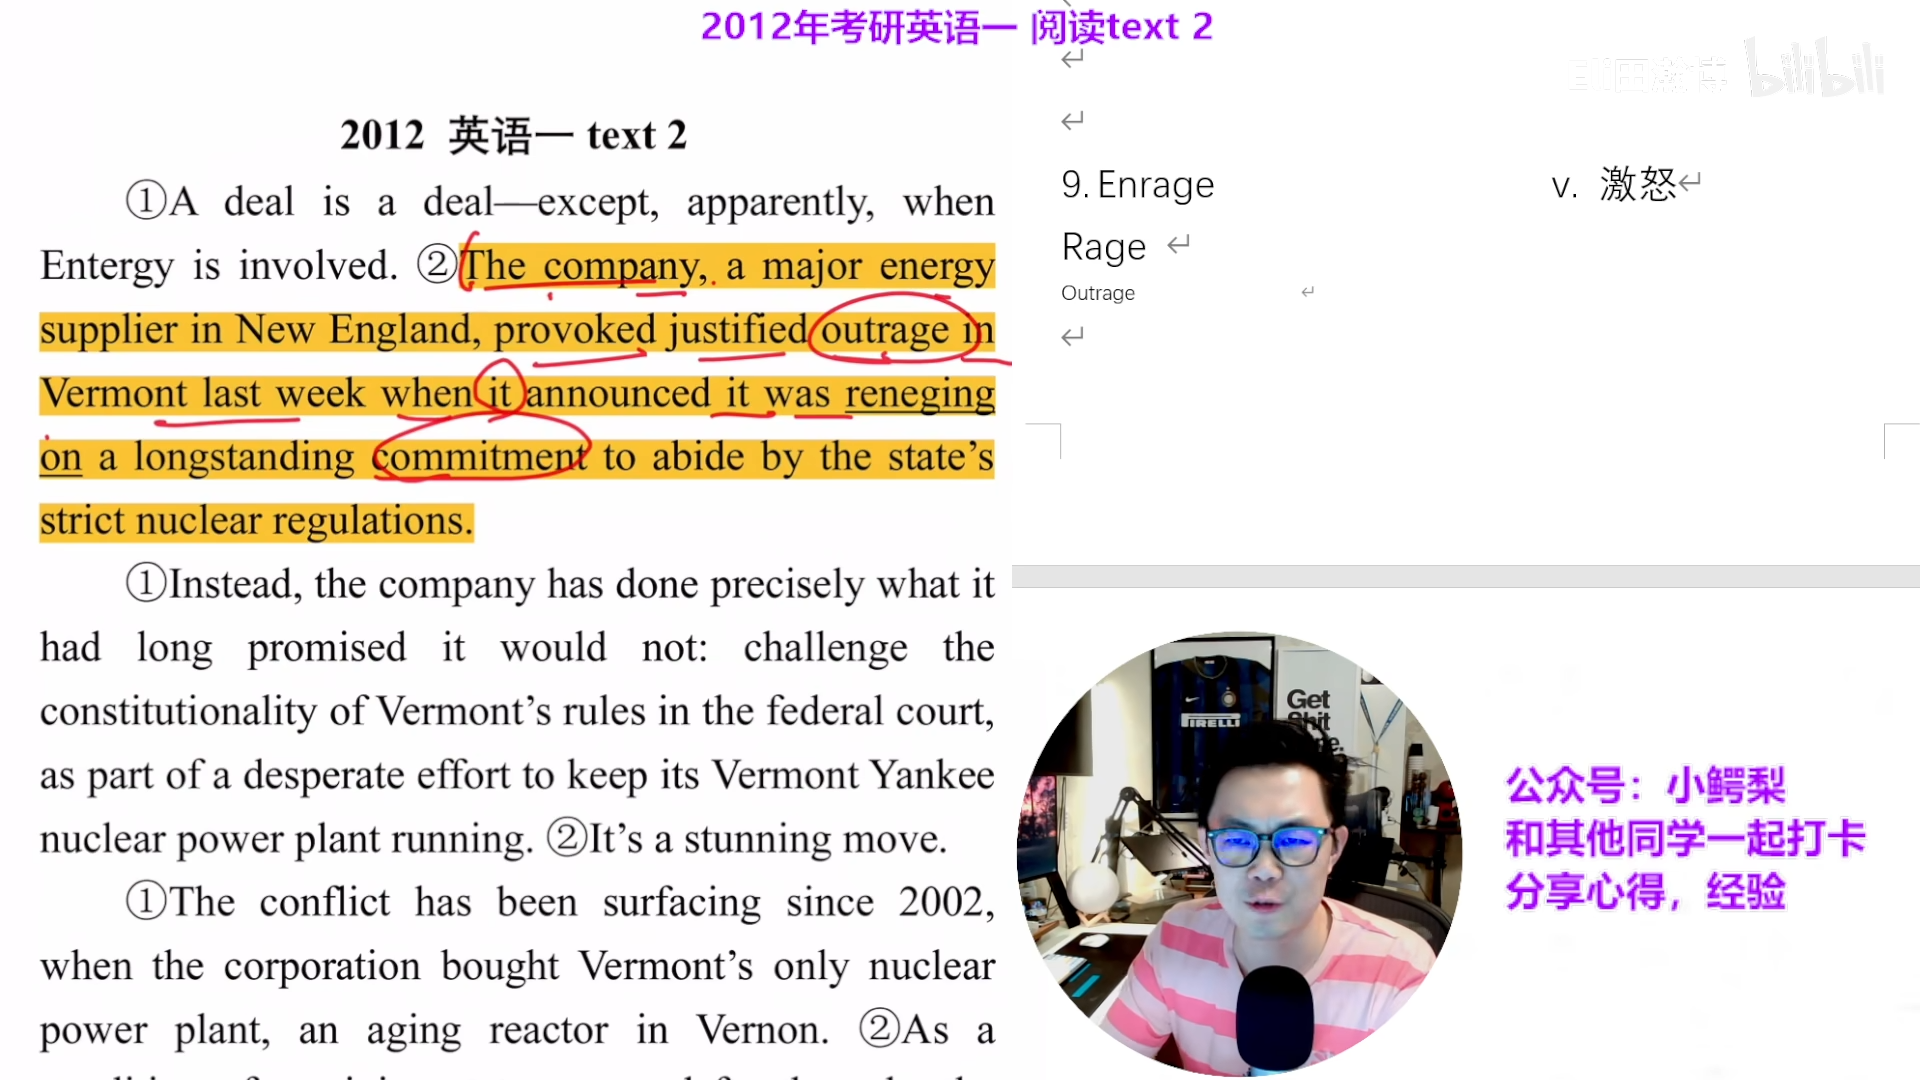 2012年考研英语一 阅读text 2
bilibili
2012 英语一 text 2
①A deal is a deal—except, apparently, when
Entergy is involved. ②The company, a major energy
supplier in New England, provoked justified outrage in
Vermont last week when it announced it was reneging
on a longstanding commitment to abide by the state’s
strict nuclear regulations.
①Instead, the company has done precisely what it
had long promised it would not: challenge the
constitutionality of Vermont’s rules in the federal court,
as part of a desperate effort to keep its Vermont Yankee
nuclear power plant running. ②It’s a stunning move.
①The conflict has been surfacing since 2002,
when the corporation bought Vermont’s only nuclear
power plant, an aging reactor in Vernon. ②As a
9. Enrage v. 激怒
Rage
Outrage
PIRELLI
Get
Shit
公众号：小鳄梨
和其他同学一起打卡
分享心得，经验